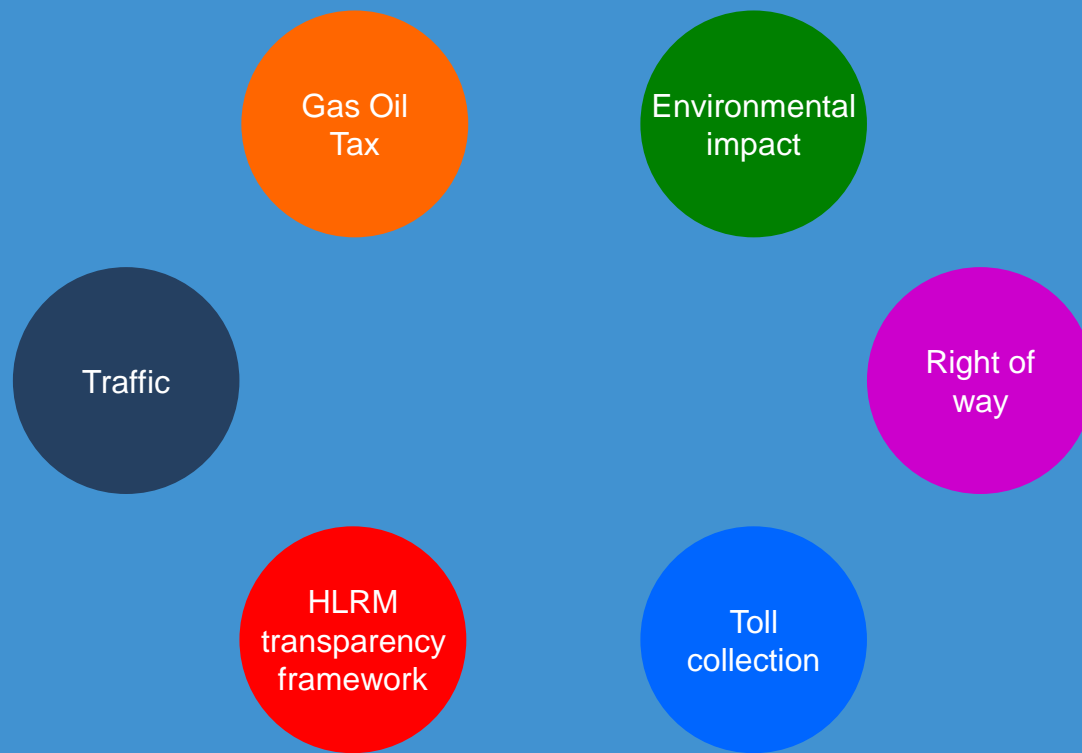 Gas Oil
Tax
Environmental
impact
Traffic
Right of
way
HLRM
transparency
framework
Toll
collection